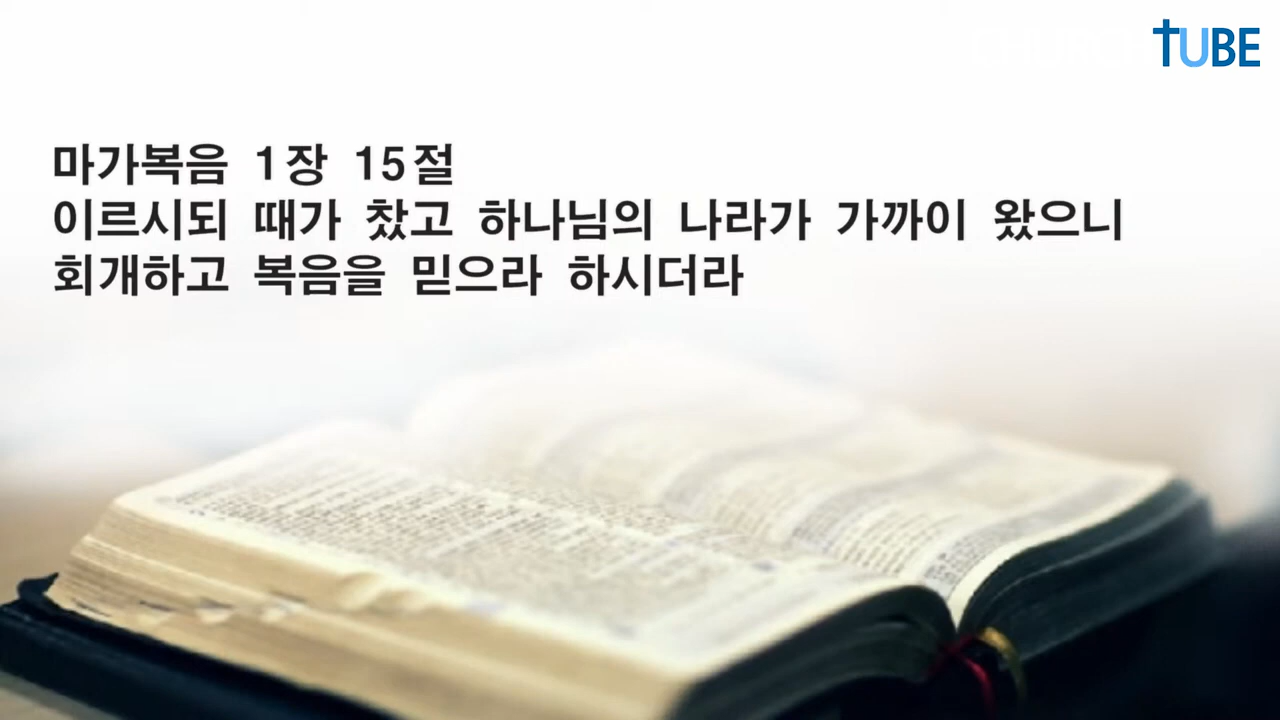 CHURCH TUBE
마가복음 1장 15절
이르시되 때가 찼고 하나님의 나라가 가까이 왔으니
회개하고 복음을 믿으라 하시더라